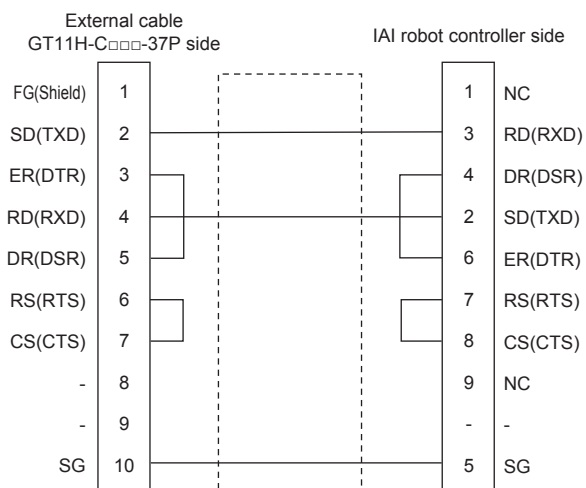 External cable
GT11H-C□□□-37P side
IAI robot controller side
FG(Shield) 1 1 NC
SD(TXD) 2 3 RD(RXD)
ER(DTR) 3 4 DR(DSR)
RD(RXD) 4 2 SD(TXD)
DR(DSR) 5 6 ER(DTR)
RS(RTS) 6 7 RS(RTS)
CS(CTS) 7 8 CS(CTS)
- 8 9 NC
- 9 - -
SG 10 5 SG